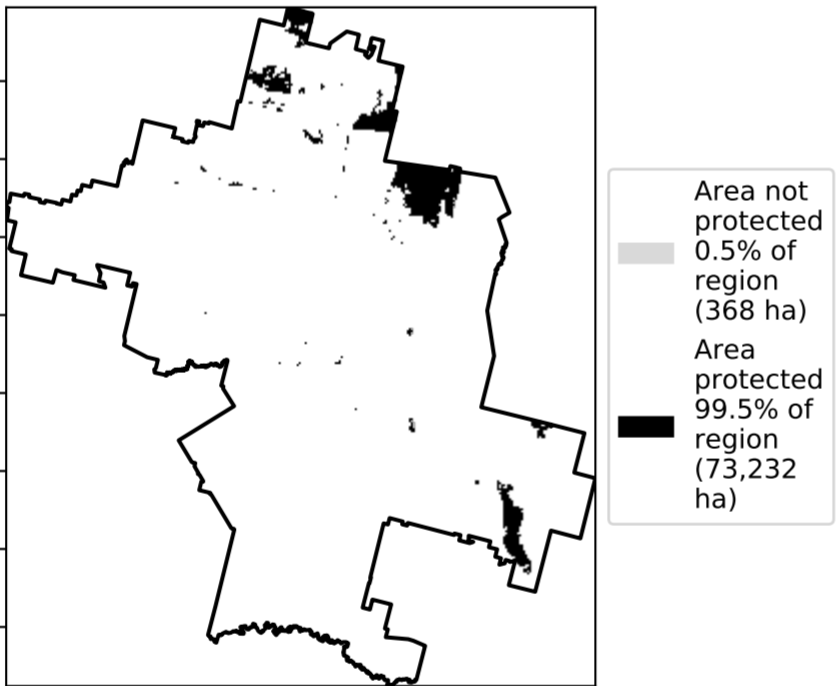 Area not
protected
0.5% of
region
(368 ha)
Area
protected
99.5% of
region
(73,232
ha)